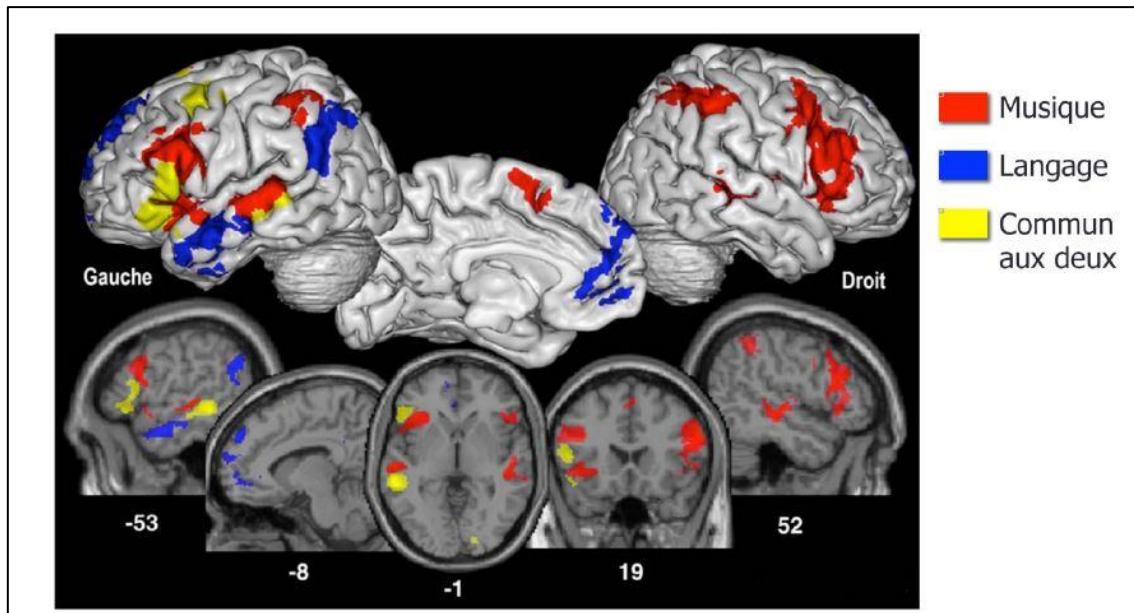 Musique
Langage
Commun
aux deux
Gauche
Droit
-53
-8
-1
19
52